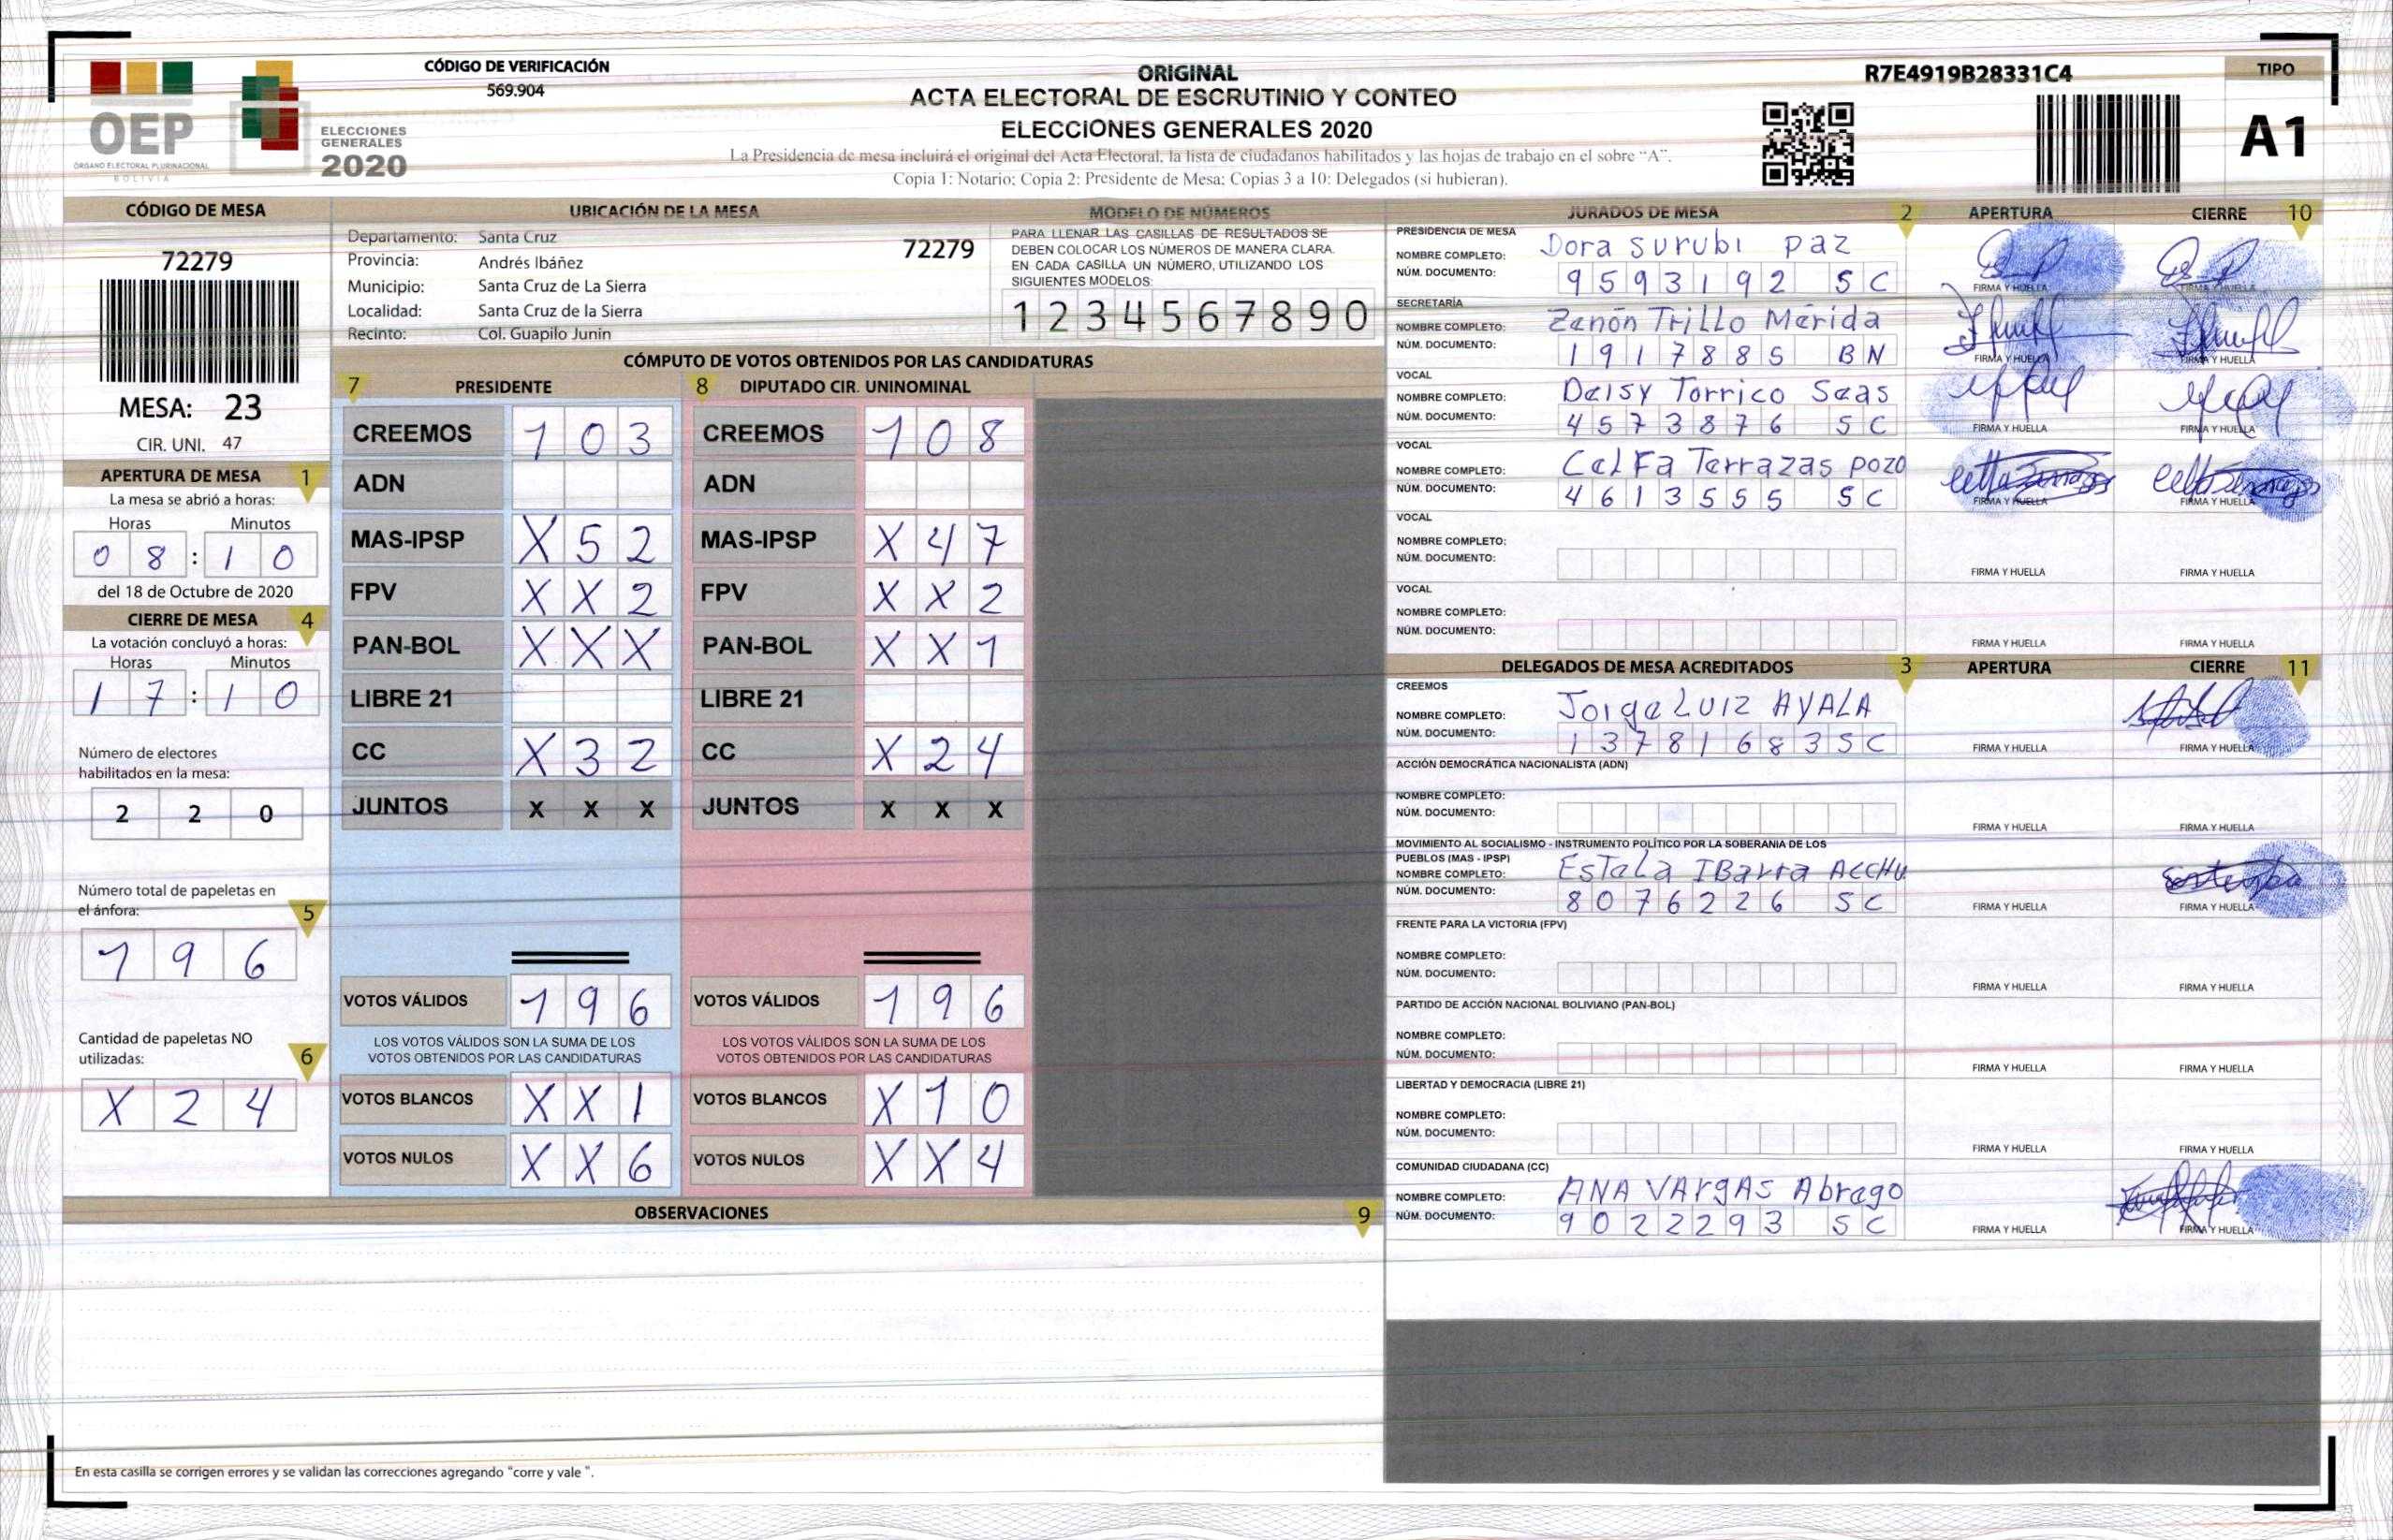 CÓDIGO DE VERIFICACIÓN
569.904
OEP
ÓRGANO ELECTORAL PLURINACIONAL
BOLIVIA
ELECCIONES
GENERALES
2020
ORIGINAL
ACTA ELECTORAL DE ESCRUTINIO Y CONTEO
ELECCIONES GENERALES 2020
La Presidencia de mesa incluirá el original del Acta Electoral, la lista de ciudadanos habilitados y las hojas de trabajo en el sobre "A".
Copia 1: Notario; Copia 2: Presidente de Mesa; Copias 3 a 10: Delegados (si hubieran).
R7E4919B28331C4
TIPO
A1
CÓDIGO DE MESA
72279
MESA: 23
CIR. UNI. 47
APERTURA DE MESA 1
La mesa se abrió a horas:
Horas Minutos
0 8 : 1 0
del 18 de Octubre de 2020
CIERRE DE MESA 4
La votación concluyó a horas:
Horas Minutos
1 7 : 1 0
Número de electores
habilitados en la mesa:
2 2 0
Número total de papeletas en
el ánfora: 5
1 9 6
Cantidad de papeletas NO
utilizadas: 6
X 2 4
UBICACIÓN DE LA MESA
Departamento: Santa Cruz
72279
Provincia: Andrés Ibáñez
Municipio: Santa Cruz de La Sierra
Localidad: Santa Cruz de la Sierra
Recinto: Col. Guapilo Junin
MODELO DE NÚMEROS
PARA LLENAR LAS CASILLAS DE RESULTADOS SE
DEBEN COLOCAR LOS NÚMEROS DE MANERA CLARA.
EN CADA CASILLA UN NÚMERO, UTILIZANDO LOS
SIGUIENTES MODELOS:
1 2 3 4 5 6 7 8 9 0
CÓMPUTO DE VOTOS OBTENIDOS POR LAS CANDIDATURAS
7 PRESIDENTE
CREEMOS 1 0 3
ADN
MAS-IPSP X 5 2
FPV X X 2
PAN-BOL X X X
LIBRE 21
CC X 3 2
JUNTOS X X X
VOTOS VÁLIDOS 1 9 6
LOS VOTOS VÁLIDOS SON LA SUMA DE LOS
VOTOS OBTENIDOS POR LAS CANDIDATURAS
VOTOS BLANCOS X X 1
VOTOS NULOS X X 6
8 DIPUTADO CIR. UNINOMINAL
CREEMOS 1 0 8
ADN
MAS-IPSP X 4 7
FPV X X 2
PAN-BOL X X 1
LIBRE 21
CC X 2 4
JUNTOS X X X
VOTOS VÁLIDOS 1 9 6
LOS VOTOS VÁLIDOS SON LA SUMA DE LOS
VOTOS OBTENIDOS POR LAS CANDIDATURAS
VOTOS BLANCOS X 1 0
VOTOS NULOS X X 4
OBSERVACIONES 9
En esta casilla se corrigen errores y se validan las correcciones agregando "corre y vale ".
JURADOS DE MESA 2 APERTURA CIERRE 10
PRESIDENCIA DE MESA
NOMBRE COMPLETO: Dora surubi paz
NÚM. DOCUMENTO: 9 5 9 3 1 9 2 S C
FIRMA Y HUELLA FIRMA Y HUELLA
SECRETARÍA
NOMBRE COMPLETO: Zenón Trillo Mérida
NÚM. DOCUMENTO: 1 9 1 7 8 8 5 B N
FIRMA Y HUELLA FIRMA Y HUELLA
VOCAL
NOMBRE COMPLETO: Deisy Torrico Seas
NÚM. DOCUMENTO: 4 5 7 3 8 7 6 S C
FIRMA Y HUELLA FIRMA Y HUELLA
VOCAL
NOMBRE COMPLETO: Celfa Terrazas pozo
NÚM. DOCUMENTO: 4 6 1 3 5 5 5 S C
FIRMA Y HUELLA FIRMA Y HUELLA
VOCAL
NOMBRE COMPLETO:
NÚM. DOCUMENTO:
FIRMA Y HUELLA FIRMA Y HUELLA
VOCAL
NOMBRE COMPLETO:
NÚM. DOCUMENTO:
FIRMA Y HUELLA FIRMA Y HUELLA
DELEGADOS DE MESA ACREDITADOS 3 APERTURA CIERRE 11
CREEMOS
NOMBRE COMPLETO: Jorge LUIZ AYALA
NÚM. DOCUMENTO: 1 3 7 8 1 6 8 3 S C
FIRMA Y HUELLA FIRMA Y HUELLA
ACCIÓN DEMOCRÁTICA NACIONALISTA (ADN)
NOMBRE COMPLETO:
NÚM. DOCUMENTO:
FIRMA Y HUELLA FIRMA Y HUELLA
MOVIMIENTO AL SOCIALISMO - INSTRUMENTO POLÍTICO POR LA SOBERANIA DE LOS
PUEBLOS (MAS - IPSP)
NOMBRE COMPLETO: EsTela IBarra
NÚM. DOCUMENTO: 8 0 7 6 2 2 6 S C
FIRMA Y HUELLA FIRMA Y HUELLA
FRENTE PARA LA VICTORIA (FPV)
NOMBRE COMPLETO:
NÚM. DOCUMENTO:
FIRMA Y HUELLA FIRMA Y HUELLA
PARTIDO DE ACCIÓN NACIONAL BOLIVIANO (PAN-BOL)
NOMBRE COMPLETO:
NÚM. DOCUMENTO:
FIRMA Y HUELLA FIRMA Y HUELLA
LIBERTAD Y DEMOCRACIA (LIBRE 21)
NOMBRE COMPLETO:
NÚM. DOCUMENTO:
FIRMA Y HUELLA FIRMA Y HUELLA
COMUNIDAD CIUDADANA (CC)
NOMBRE COMPLETO: ANA VArgAs Abrego
NÚM. DOCUMENTO: 9 0 2 2 2 9 3 S C
FIRMA Y HUELLA FIRMA Y HUELLA